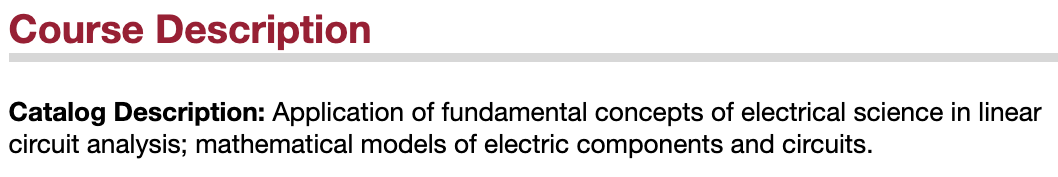 Course Description
Catalog Description: Application of fundamental concepts of electrical science in linear
circuit analysis; mathematical models of electric components and circuits.